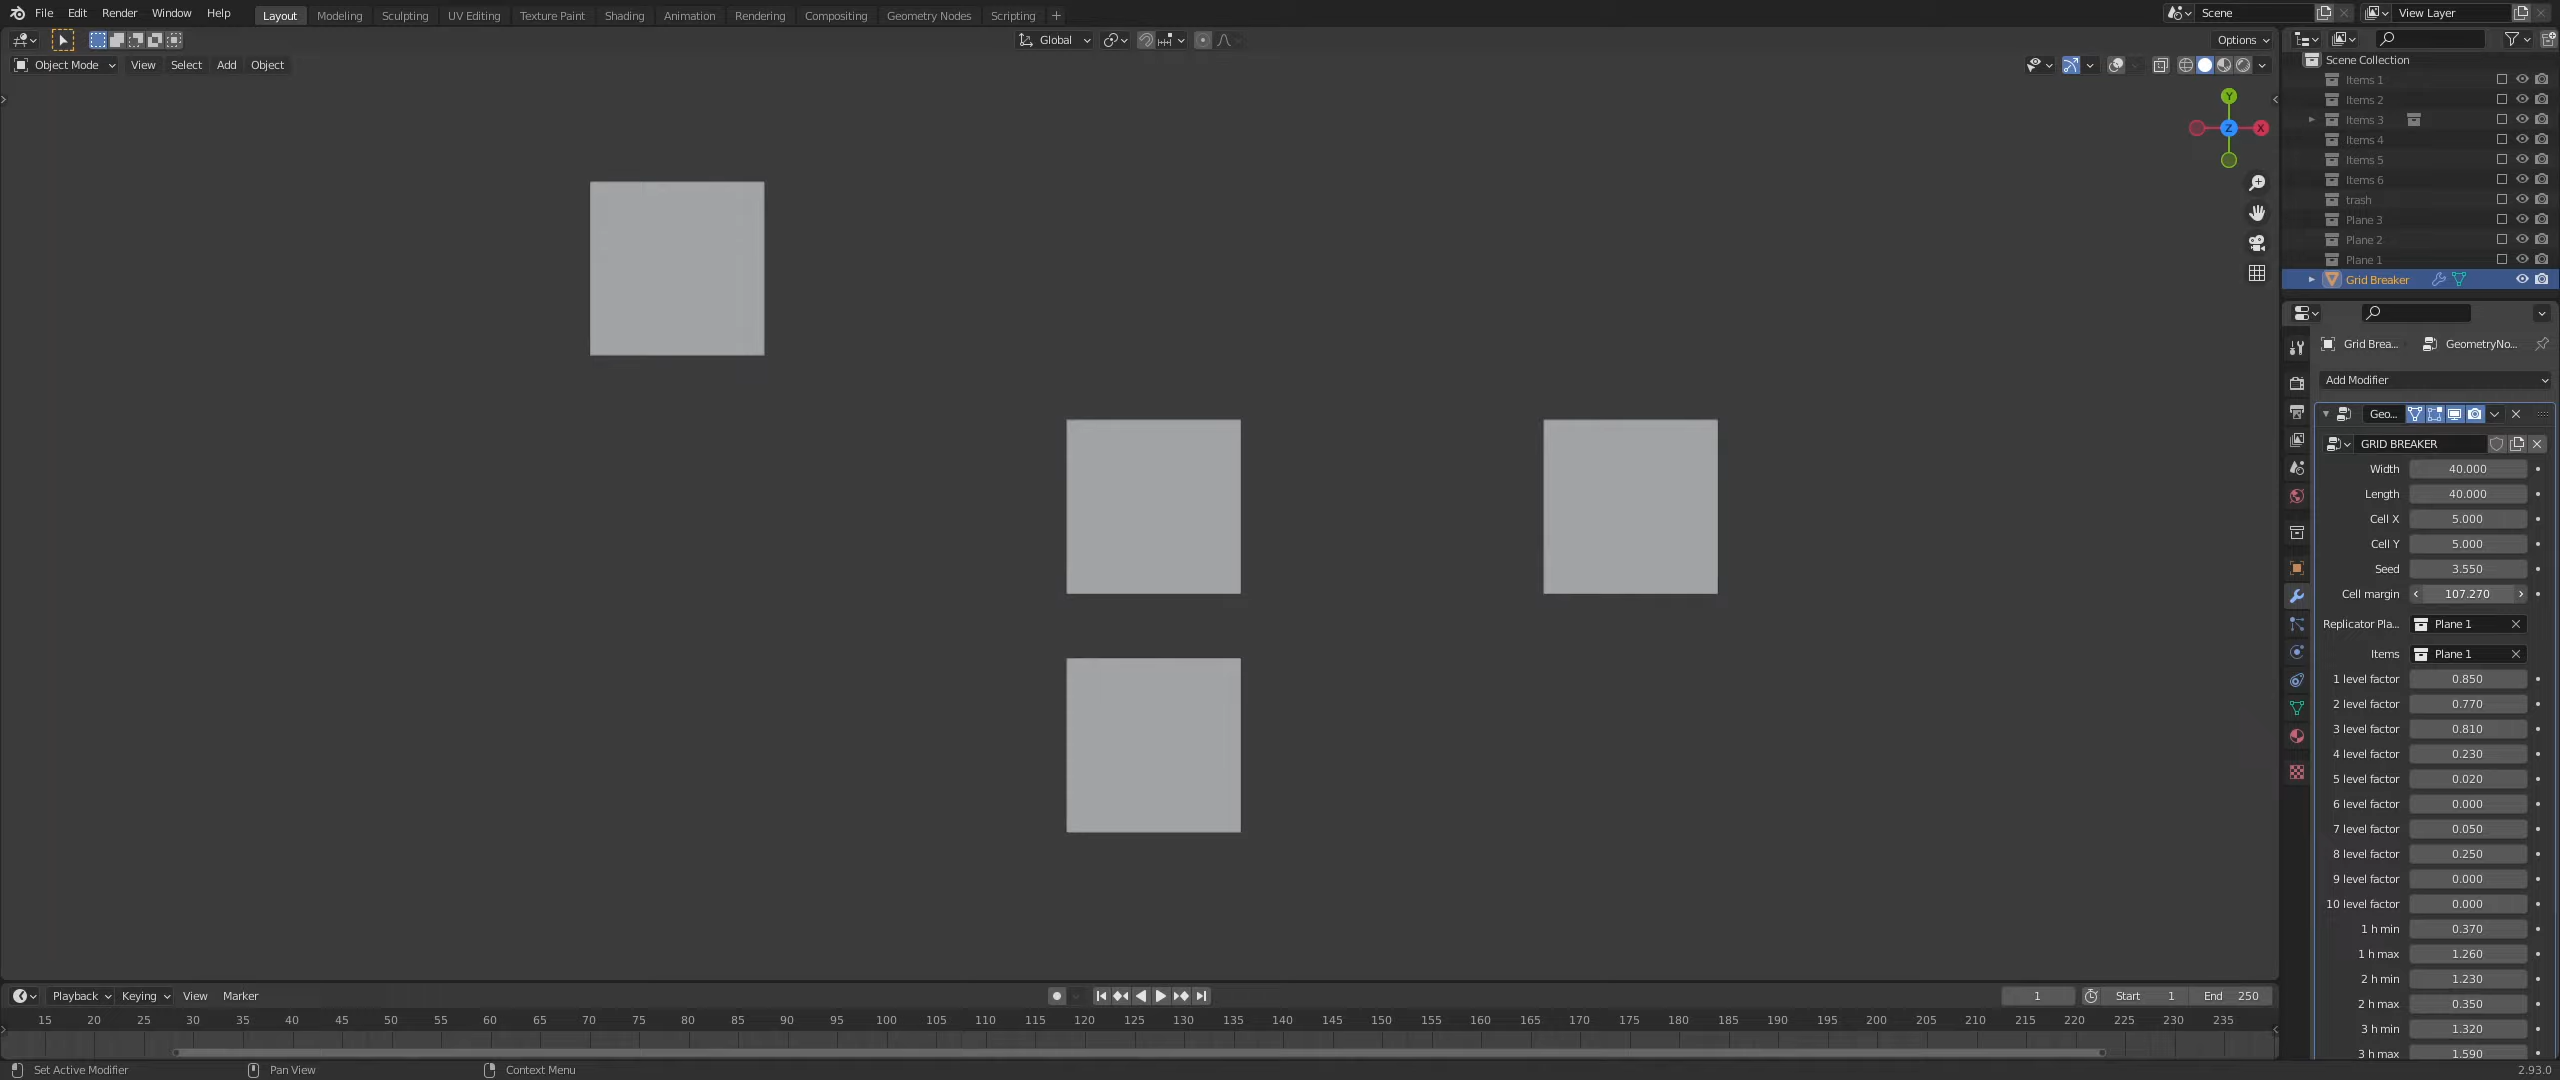 File Edit Render Window Help Layout Modeling Sculpting UV Editing Texture Paint Shading Animation Rendering Compositing Geometry Nodes Scripting + Scene View Layer
Global Options
Object Mode View Select Add Object
Y
X
Z
Scene Collection
Items 1
Items 2
Items 3
Items 4
Items 5
Items 6
trash
Plane 3
Plane 2
Plane 1
Grid Breaker
Grid Brea... GeometryNo...
Add Modifier
Geo...
GRID BREAKER
Width 40.000
Length 40.000
Cell X 5.000
Cell Y 5.000
Seed 3.550
Cell margin 107.270
Replicator Pla... Plane 1
Items Plane 1
1 level factor 0.850
2 level factor 0.770
3 level factor 0.810
4 level factor 0.230
5 level factor 0.020
6 level factor 0.000
7 level factor 0.050
8 level factor 0.250
9 level factor 0.000
10 level factor 0.000
1 h min 0.370
1 h max 1.260
2 h min 1.230
2 h max 0.350
3 h min 1.320
3 h max 1.590
Playback Keying View Marker 1 Start 1 End 250
15 20 25 30 35 40 45 50 55 60 65 70 75 80 85 90 95 100 105 110 115 120 125 130 135 140 145 150 155 160 165 170 175 180 185 190 195 200 205 210 215 220 225 230 235
Set Active Modifier Pan View Context Menu 2.93.0